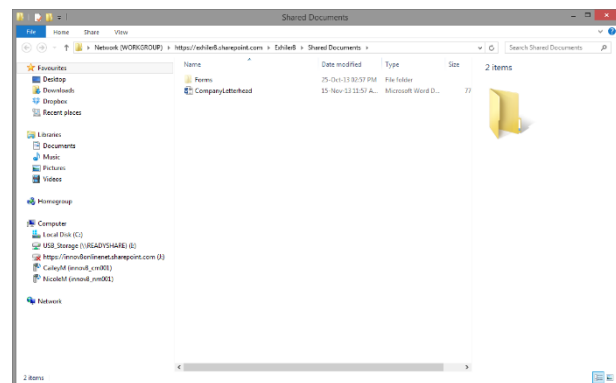 Shared Documents
File Home Share View
Network (WORKGROUP) https://exhiler8.sharepoint.com Exhiler8 Shared Documents
Search Shared Documents
Name Date modified Type Size
2 items
Forms 25-Oct-13 02:57 PM File folder
CompanyLetterhead 15-Nov-13 11:57 A... Microsoft Word D... 77
Favourites
Desktop
Downloads
Dropbox
Recent places
Libraries
Documents
Music
Pictures
Videos
Homegroup
Computer
Local Disk (C:)
USB_Storage (\\READYSHARE)
https://innov8onlinenet.sharepoint.com
CaileyM (innov8_cm001)
NicoleM (innov8_nm001)
Network
2 items